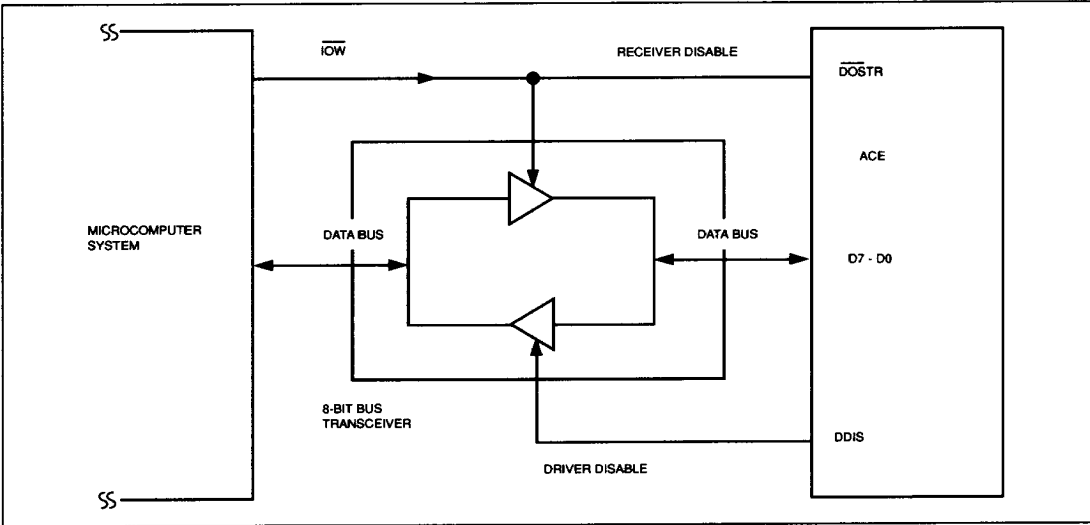 IOW
RECEIVER DISABLE
DOSTR
ACE
MICROCOMPUTER
SYSTEM
DATA BUS
DATA BUS
D7 - D0
8-BIT BUS
TRANSCEIVER
DDIS
DRIVER DISABLE